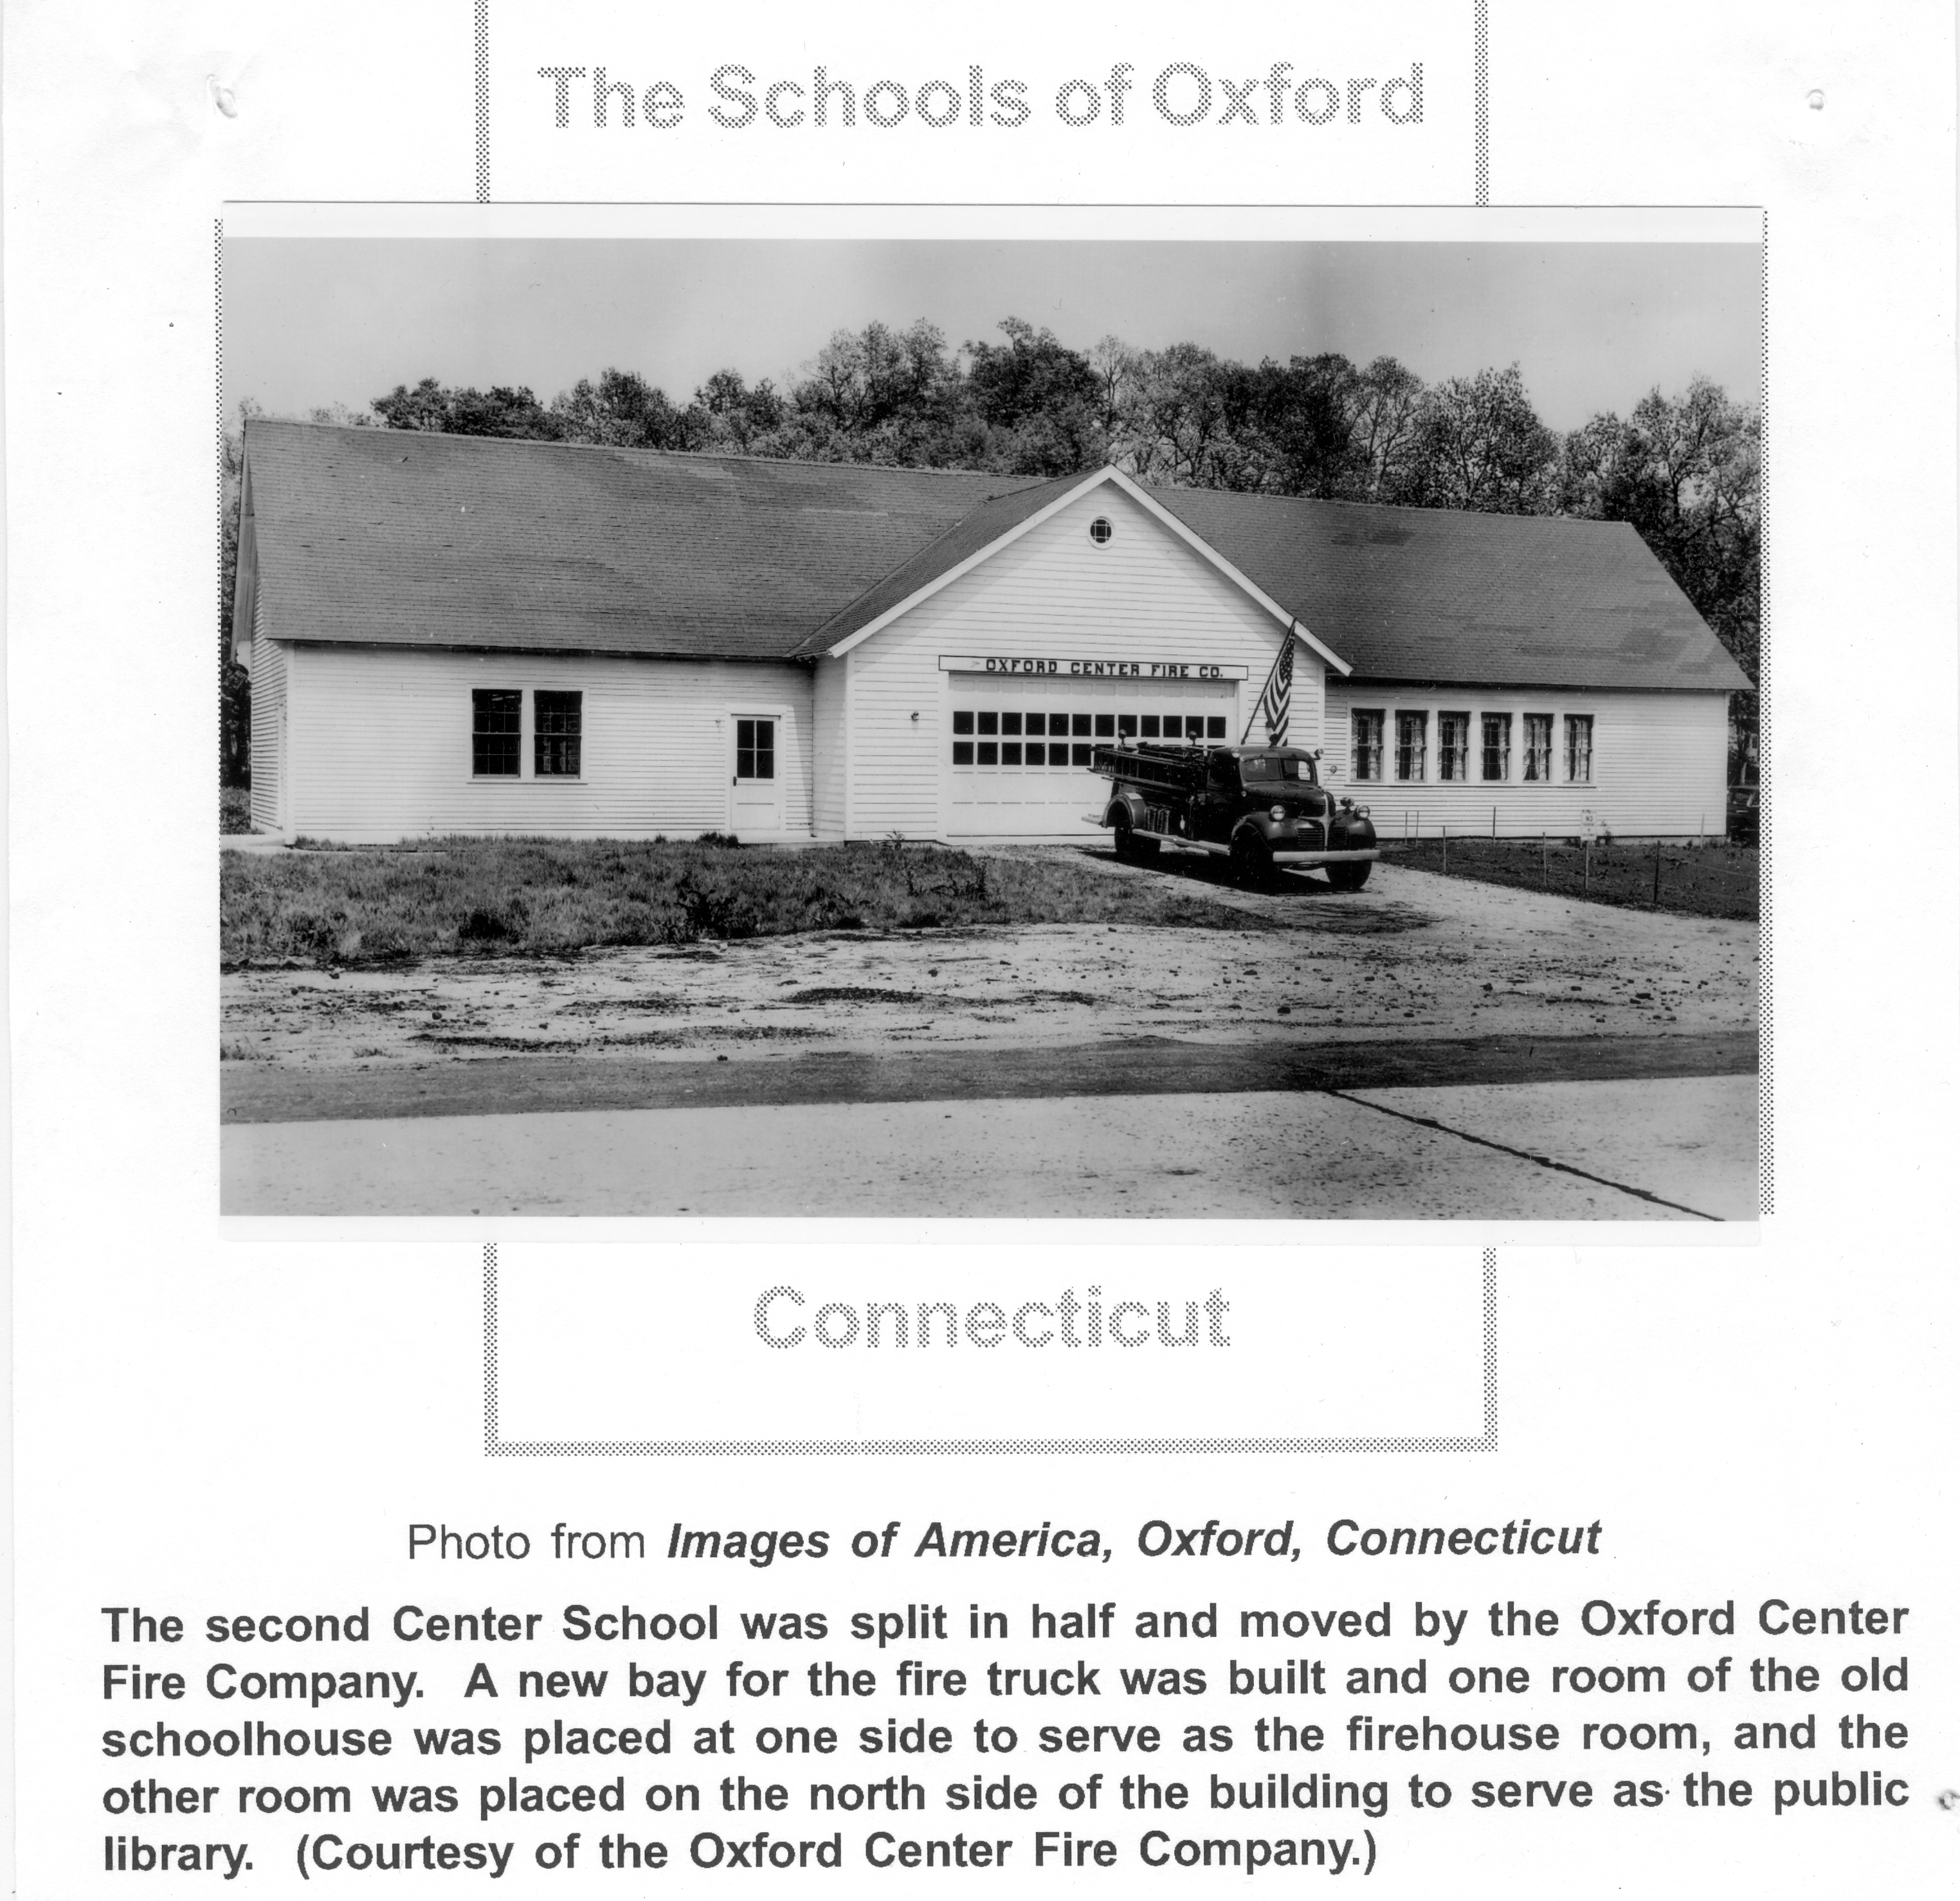 The Schools of Oxford
OXFORD CENTER FIRE CO.
Connecticut
Photo from Images of America, Oxford, Connecticut
The second Center School was split in half and moved by the Oxford Center
Fire Company. A new bay for the fire truck was built and one room of the old
schoolhouse was placed at one side to serve as the firehouse room, and the
other room was placed on the north side of the building to serve as the public
library. (Courtesy of the Oxford Center Fire Company.)